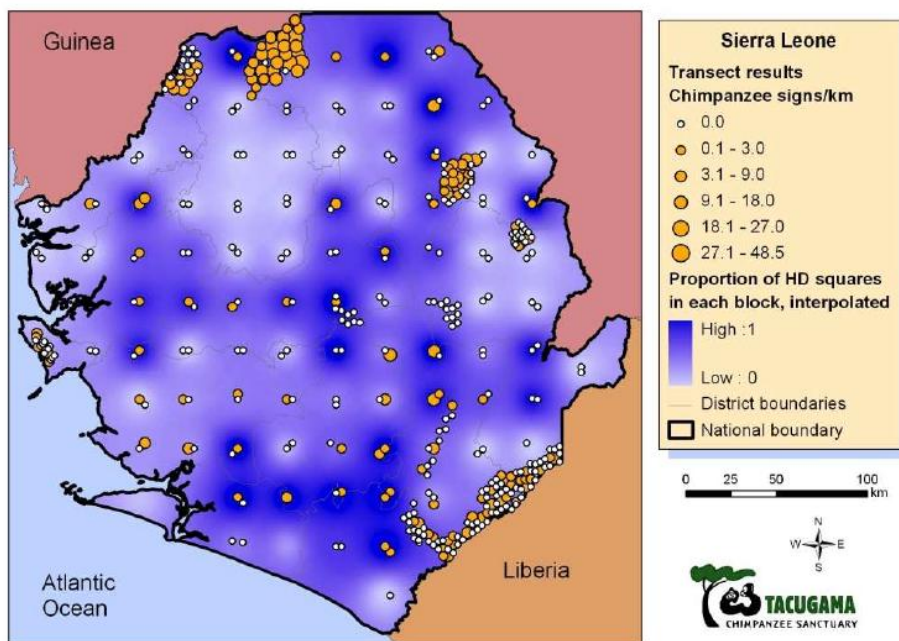 Guinea
Sierra Leone
Transect results
Chimpanzee signs/km
0.0
0.1 - 3.0
3.1 - 9.0
9.1 - 18.0
18.1 - 27.0
27.1 - 48.5
Proportion of HD squares
in each block, interpolated
High :1
Low : 0
District boundaries
National boundary
0 25 50 100
km
N
W E
S
Atlantic
Ocean
Liberia
TACUGAMA
CHIMPANZEE SANCTUARY